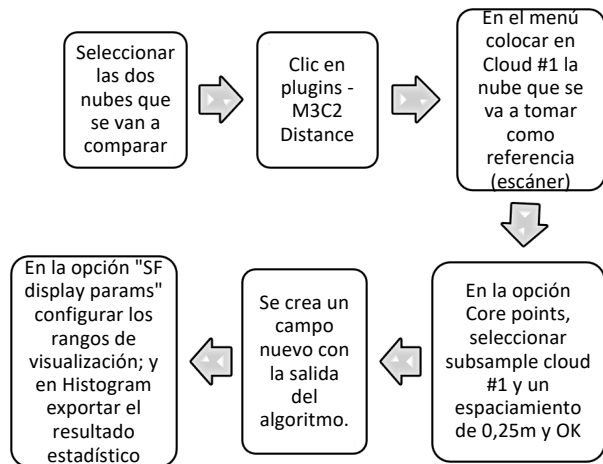 Seleccionar
las dos
nubes que
se van a
comparar
Clic en
plugins -
M3C2
Distance
En el menú
colocar en
Cloud #1 la
nube que se
va a tomar
como
referencia
(escáner)
En la opción
Core points,
seleccionar
subsample cloud
#1 y un
espaciamiento
de 0,25m y OK
Se crea un
campo
nuevo con
la salida
del
algoritmo.
En la opción "SF
display params"
configurar los
rangos de
visualización; y
en Histogram
exportar el
resultado
estadístico